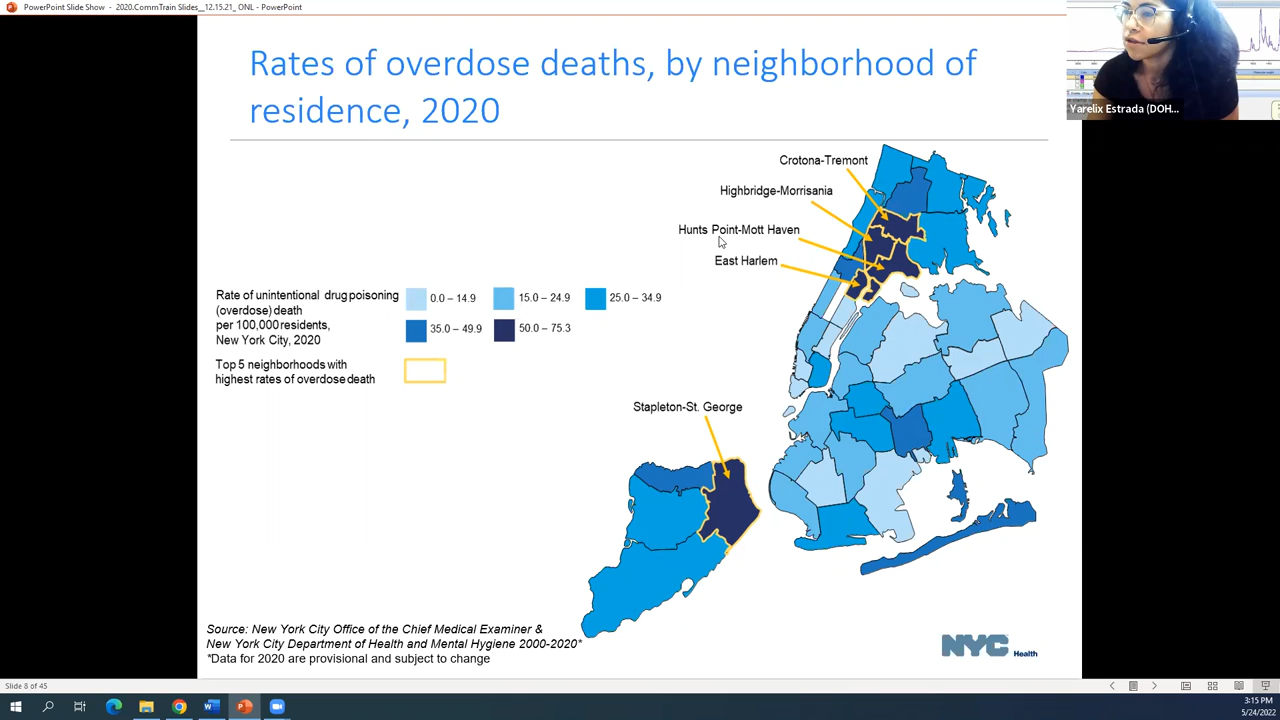 PowerPoint Slide Show - 2020.CommTrain Slides__12.15.21_ ONL - PowerPoint
Rates of overdose deaths, by neighborhood of
residence, 2020
Yarelix Estrada (DOH...
Crotona-Tremont
Highbridge-Morrisania
Hunts Point-Mott Haven
East Harlem
Rate of unintentional drug poisoning
(overdose) death
per 100,000 residents,
New York City, 2020
0.0 – 14.9
15.0 – 24.9
25.0 – 34.9
35.0 – 49.9
50.0 – 75.3
Top 5 neighborhoods with
highest rates of overdose death
Stapleton-St. George
Source: New York City Office of the Chief Medical Examiner &
New York City Department of Health and Mental Hygiene 2000-2020*
*Data for 2020 are provisional and subject to change
NYC Health
Slide 8 of 45
3:15 PM
5/24/2022